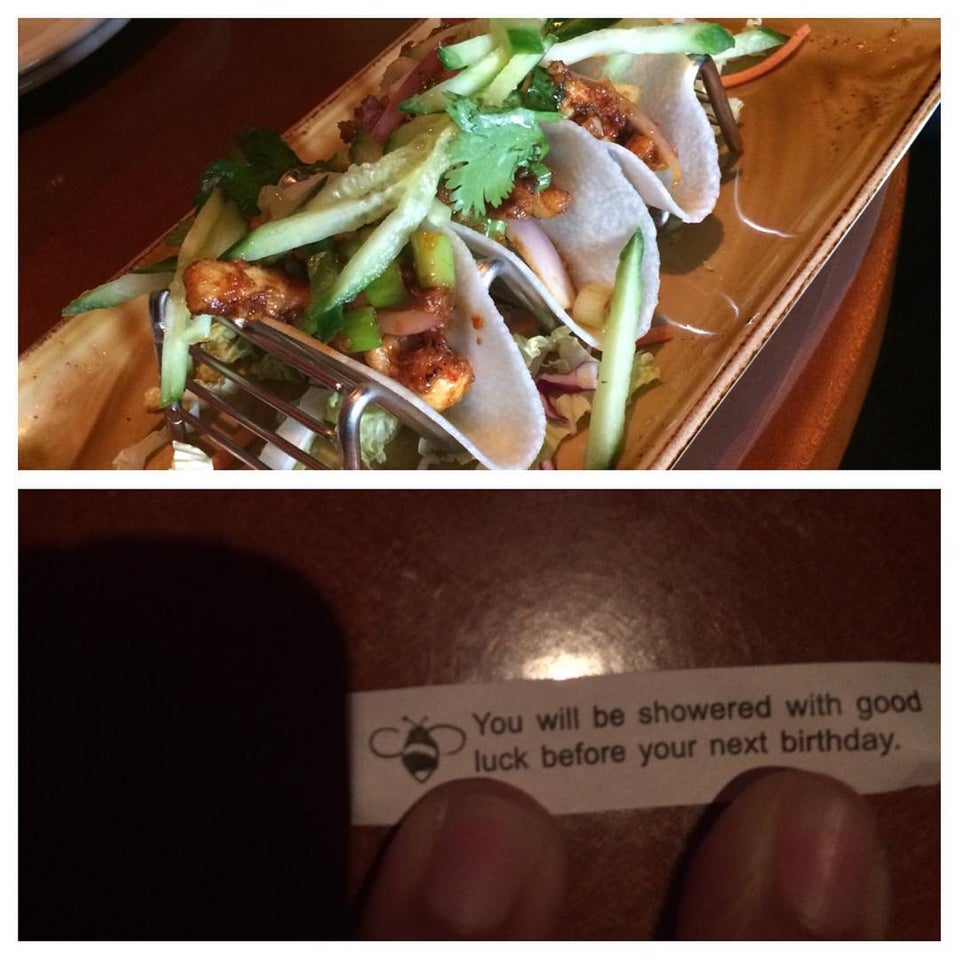 You will be showered with good
luck before your next birthday.